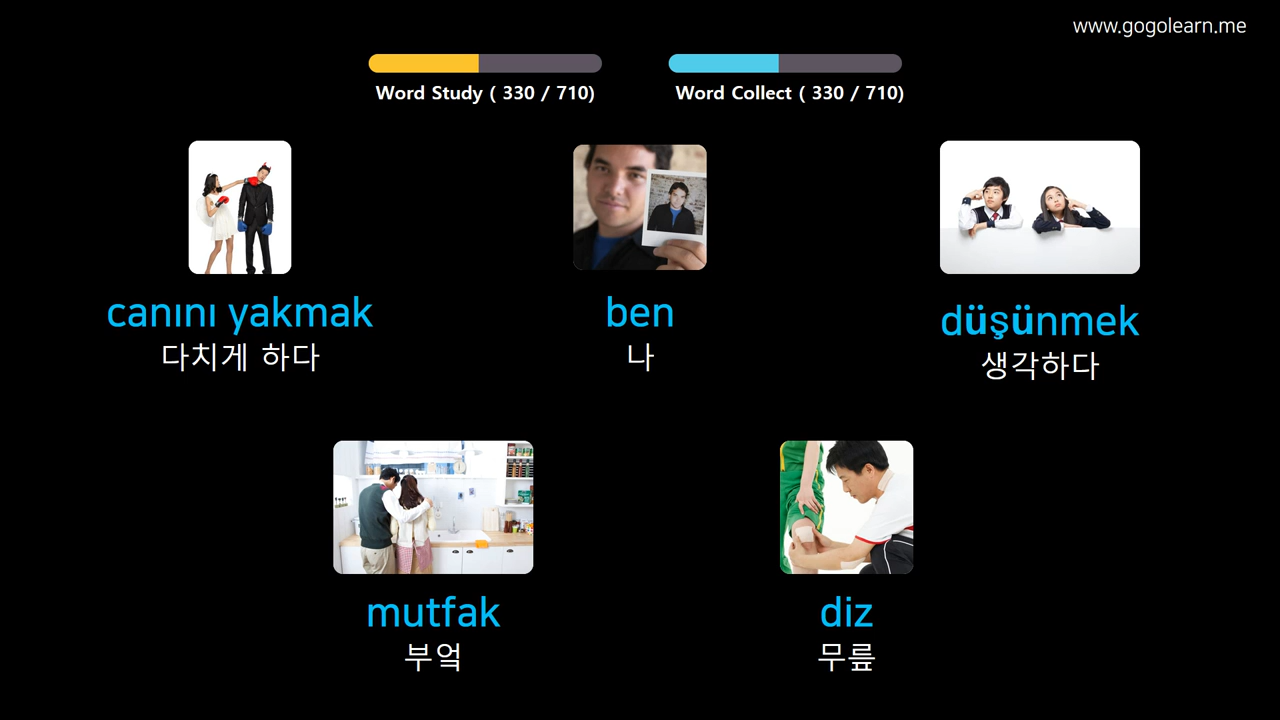 www.gogolearn.me
Word Study ( 330 / 710)
Word Collect ( 330 / 710)
canını yakmak
다치게 하다
ben
나
düşünmek
생각하다
mutfak
부엌
diz
무릎